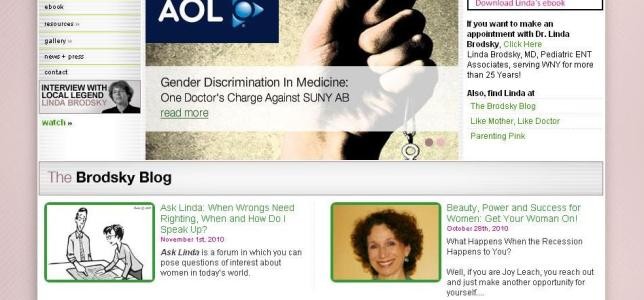 ebook
resources »
gallery »
news + press
contact
INTERVIEW WITH
LOCAL LEGEND
LINDA BRODSKY
watch »
AOL
Gender Discrimination In Medicine:
One Doctor's Charge Against SUNY AB
read more
Download Linda's ebook
If you want to make an
appointment with Dr. Linda
Brodsky, Click Here
Linda Brodsky, MD, Pediatric ENT
Associates, serving WNY for more
than 25 Years!
Also, find Linda at
The Brodsky Blog
Like Mother, Like Doctor
Parenting Pink
The Brodsky Blog
Ask Linda: When Wrongs Need
Righting, When and How Do I
Speak Up?
November 1st, 2010
Ask Linda is a forum in which you can
pose questions of interest about
women in today's world.
Beauty, Power and Success for
Women: Get Your Woman On!
October 28th, 2010
What Happens When the Recession
Happens to You?
Well, if you are Joy Leach, you reach out
and just make another opportunity for
yourself....